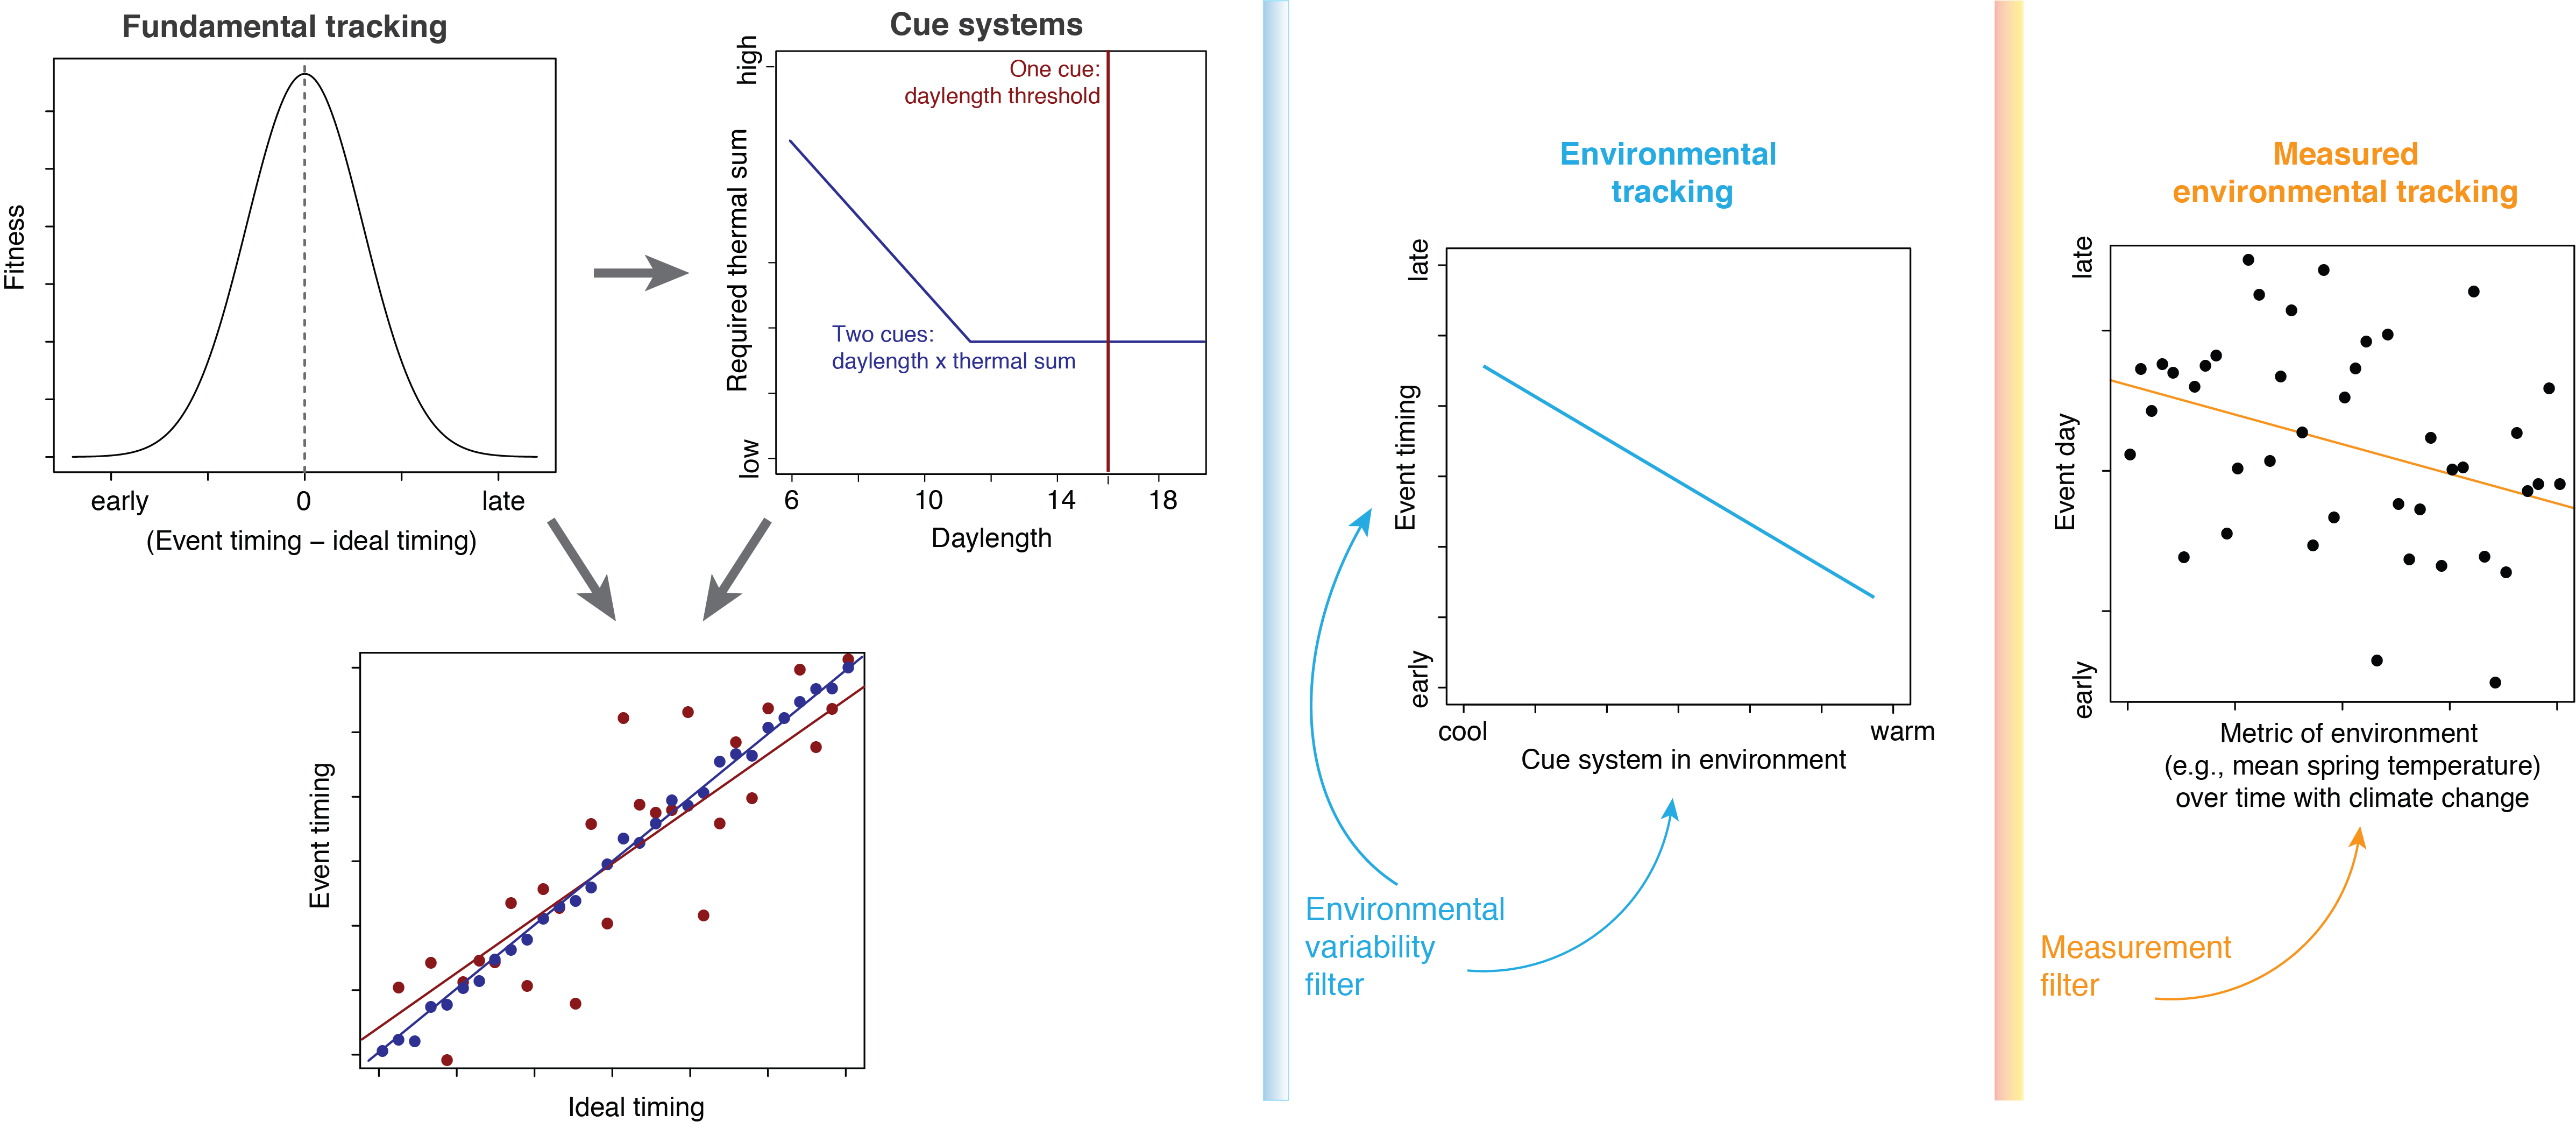 Fundamental tracking
Fitness
early
0
late
(Event timing – ideal timing)
Cue systems
high
Required thermal sum
low
One cue:
daylength threshold
Two cues:
daylength x thermal sum
6
10
14
18
Daylength
Event timing
Ideal timing
Environmental
tracking
late
Event timing
early
cool
warm
Cue system in environment
Environmental
variability
filter
Measured
environmental tracking
late
Event day
early
Metric of environment
(e.g., mean spring temperature)
over time with climate change
Measurement
filter